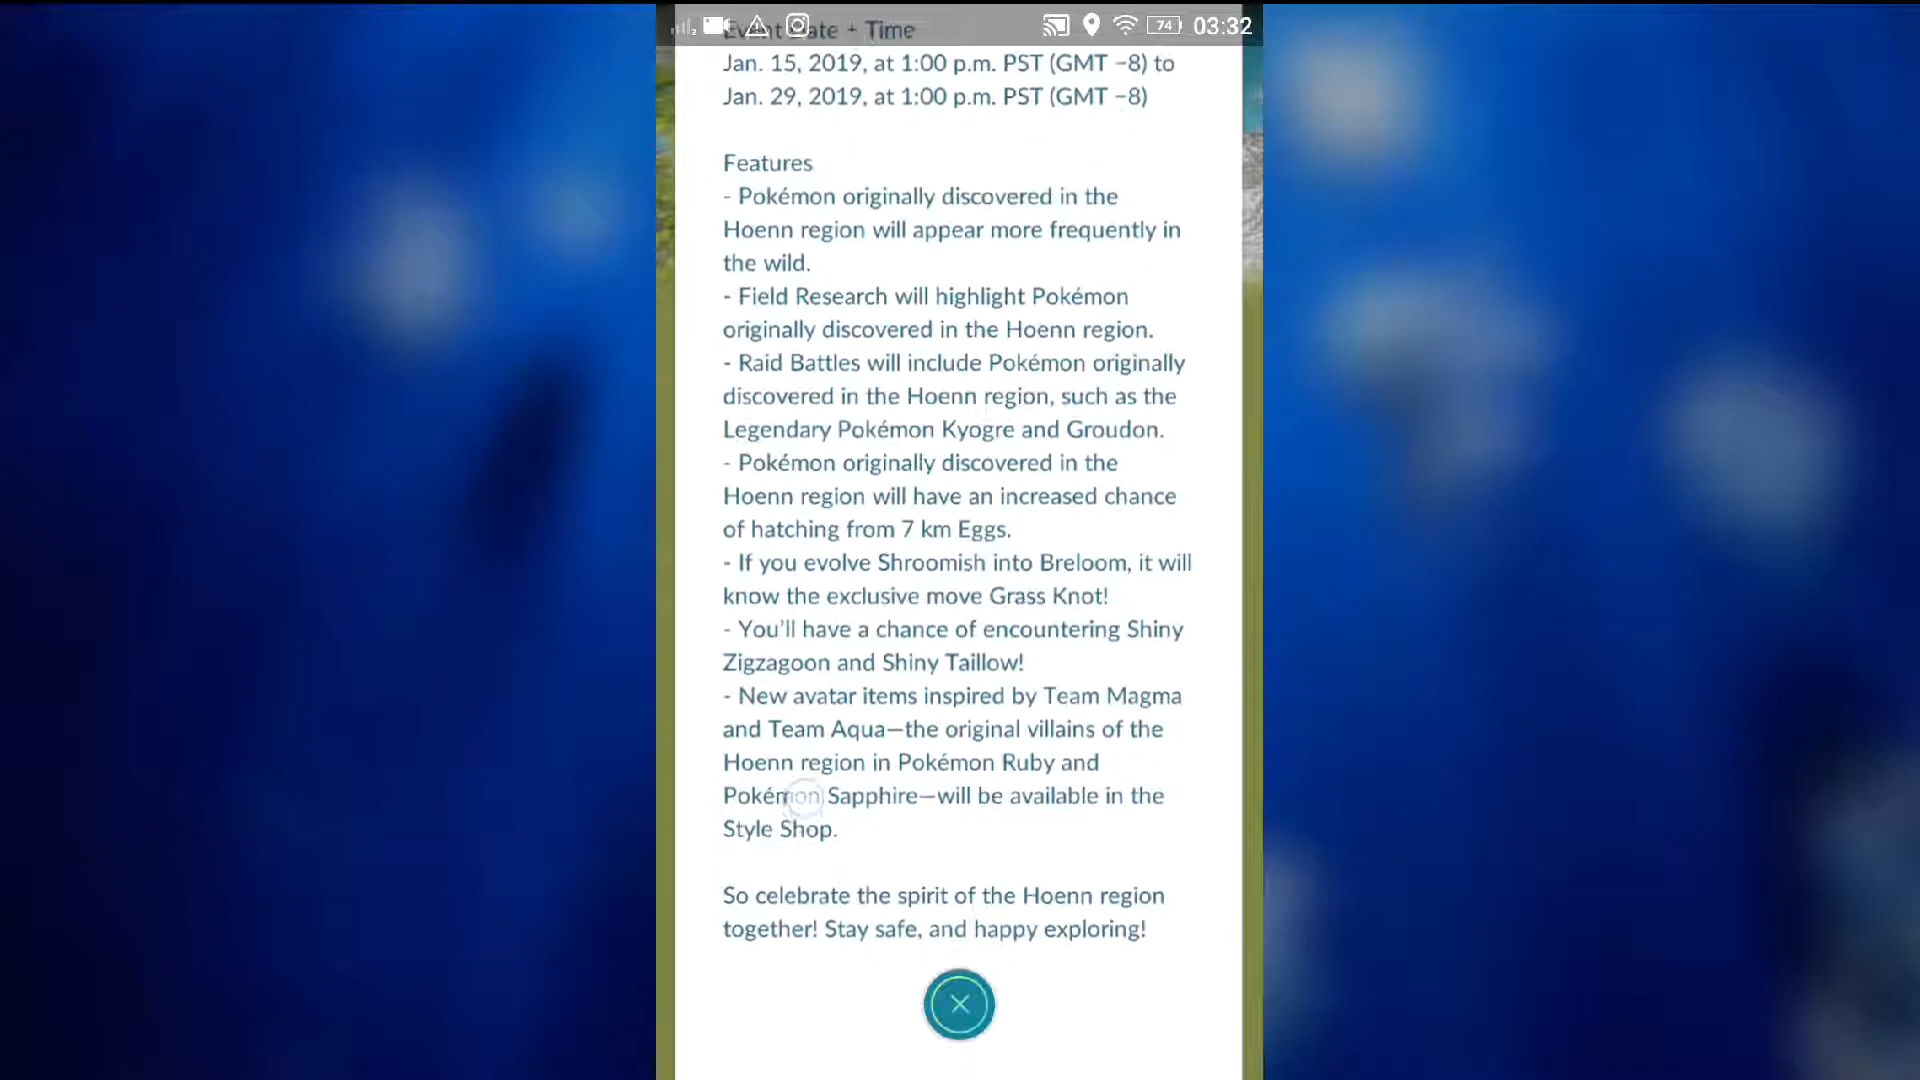 74 03:32
Event Date + Time
Jan. 15, 2019, at 1:00 p.m. PST (GMT −8) to
Jan. 29, 2019, at 1:00 p.m. PST (GMT −8)
Features
- Pokémon originally discovered in the
Hoenn region will appear more frequently in
the wild.
- Field Research will highlight Pokémon
originally discovered in the Hoenn region.
- Raid Battles will include Pokémon originally
discovered in the Hoenn region, such as the
Legendary Pokémon Kyogre and Groudon.
- Pokémon originally discovered in the
Hoenn region will have an increased chance
of hatching from 7 km Eggs.
- If you evolve Shroomish into Breloom, it will
know the exclusive move Grass Knot!
- You'll have a chance of encountering Shiny
Zigzagoon and Shiny Taillow!
- New avatar items inspired by Team Magma
and Team Aqua—the original villains of the
Hoenn region in Pokémon Ruby and
Pokémon Sapphire—will be available in the
Style Shop.
So celebrate the spirit of the Hoenn region
together! Stay safe, and happy exploring!